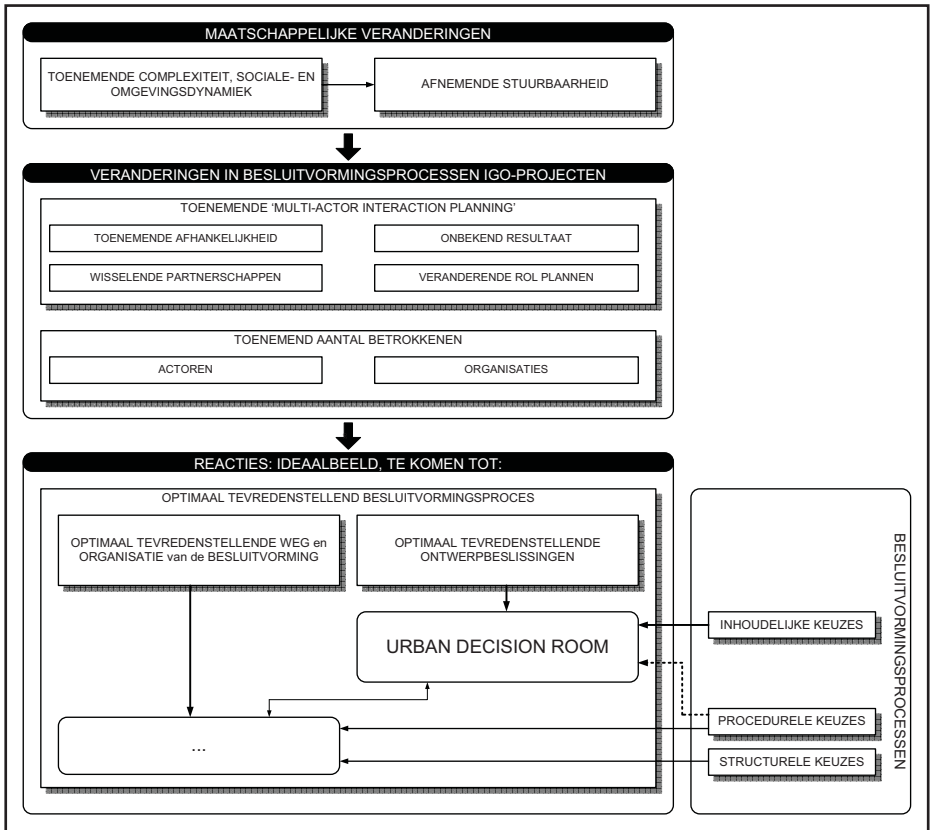 MAATSCHAPPELIJKE VERANDERINGEN
TOENEMENDE COMPLEXITEIT, SOCIALE- EN
OMGEVINGSDYNAMIEK
AFNEMENDE STUURBAARHEID
VERANDERINGEN IN BESLUITVORMINGSPROCESSEN IGO-PROJECTEN
TOENEMENDE ‘MULTI-ACTOR INTERACTION PLANNING’
TOENEMENDE AFHANKELIJKHEID
ONBEKEND RESULTAAT
WISSELENDE PARTNERSCHAPPEN
VERANDERENDE ROL PLANNEN
TOENEMEND AANTAL BETROKKENEN
ACTOREN
ORGANISATIES
REACTIES: IDEAALBEELD, TE KOMEN TOT:
OPTIMAAL TEVREDENSTELLEND BESLUITVORMINGSPROCES
OPTIMAAL TEVREDENSTELLENDE WEG en
ORGANISATIE van de BESLUITVORMING
OPTIMAAL TEVREDENSTELLENDE
ONTWERPBESLISSINGEN
URBAN DECISION ROOM
...
BESLUITVORMINGSPROCESSEN
INHOUDELIJKE KEUZES
PROCEDURELE KEUZES
STRUCTURELE KEUZES